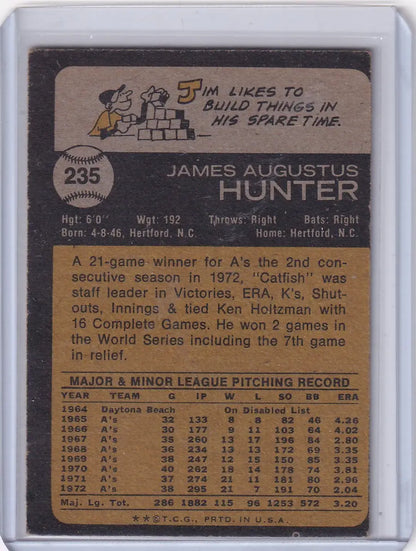 JIM LIKES TO
BUILD THINGS IN
HIS SPARE TIME.
235
JAMES AUGUSTUS
HUNTER
Hgt: 6'0" Wgt: 192 Throws: Right Bats: Right
Born: 4-8-46, Hertford, N.C. Home: Hertford, N.C.
A 21-game winner for A's the 2nd con-
secutive season in 1972, "Catfish" was
staff leader in Victories, ERA, K's, Shut-
outs, Innings & tied Ken Holtzman with
16 Complete Games. He won 2 games in
the World Series including the 7th game
in relief.
MAJOR & MINOR LEAGUE PITCHING RECORD
YEAR TEAM G IP W L SO BB ERA
1964 Daytona Beach On Disabled List
1965 A's 32 133 8 8 82 46 4.26
1966 A's 30 177 9 11 103 64 4.02
1967 A's 35 260 13 17 196 84 2.80
1968 A's 36 234 13 13 172 69 3.35
1969 A's 38 247 12 15 150 85 3.35
1970 A's 40 262 18 14 178 74 3.81
1971 A's 37 274 21 11 181 80 2.96
1972 A's 38 295 21 7 191 70 2.04
Maj. Lg. Tot. 286 1882 115 96 1253 572 3.20
★★©T.C.G., PRTD. IN U.S.A.